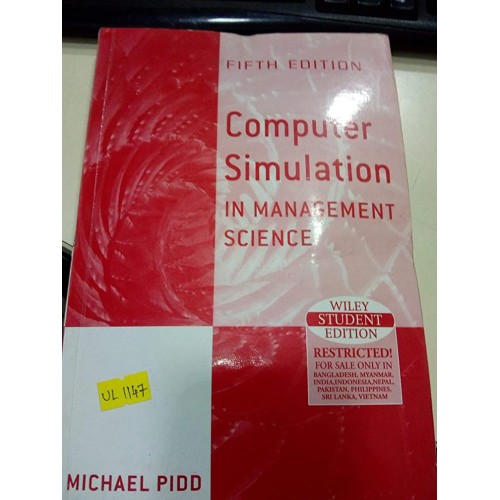 FIFTH EDITION
Computer
Simulation
IN MANAGEMENT
SCIENCE
WILEY
STUDENT
EDITION
RESTRICTED!
FOR SALE ONLY IN
BANGLADESH, MYANMAR,
INDIA,INDONESIA,NEPAL,
PAKISTAN, PHILIPPINES,
SRI LANKA, VIETNAM
UL 1147
MICHAEL PIDD